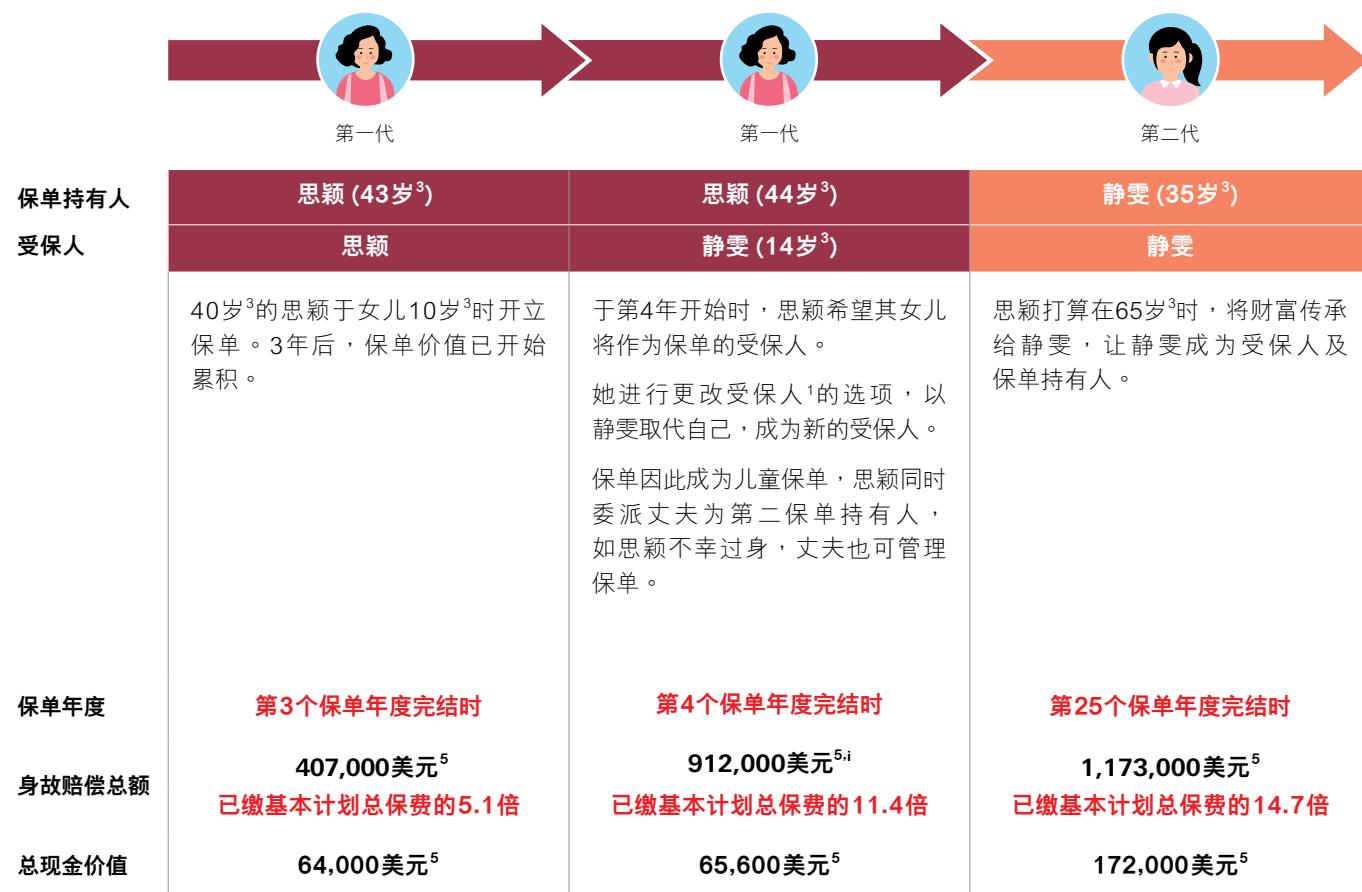 第一代
第一代
第二代
保单持有人
思颖 (43岁³)
思颖 (44岁³)
静雯 (35岁³)
受保人
思颖
静雯 (14岁³)
静雯
40岁³的思颖于女儿10岁³时开立
保单。3年后，保单价值已开始
累积。
于第4年开始时，思颖希望其女儿
将作为保单的受保人。
她进行更改受保人¹的选项，以
静雯取代自己，成为新的受保人。
保单因此成为儿童保单，思颖同时
委派丈夫为第二保单持有人，
如思颖不幸过身，丈夫也可管理
保单。
思颖打算在65岁³时，将财富传承
给静雯，让静雯成为受保人及
保单持有人。
保单年度
第3个保单年度完结时
第4个保单年度完结时
第25个保单年度完结时
身故赔偿总额
407,000美元⁵
已缴基本计划总保费的5.1倍
912,000美元⁵,ⁱ
已缴基本计划总保费的11.4倍
1,173,000美元⁵
已缴基本计划总保费的14.7倍
总现金价值
64,000美元⁵
65,600美元⁵
172,000美元⁵